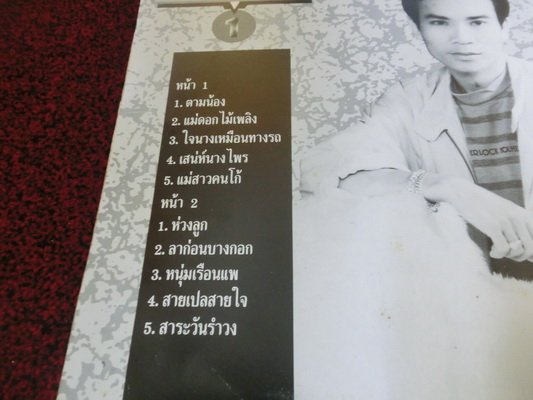 1
หน้า 1
1. ตามน้อง
2. แม่ดอกไม้เพลิง
3. ใจนางเหมือนทางรถ
4. เสน่ห์นางไพร
5. แม่สาวคนโก้
หน้า 2
1. ห่วงลูก
2. ลาก่อนบางกอก
3. หนุ่มเรือนแพ
4. สายเปลสายใจ
5. สาระวันรำวง